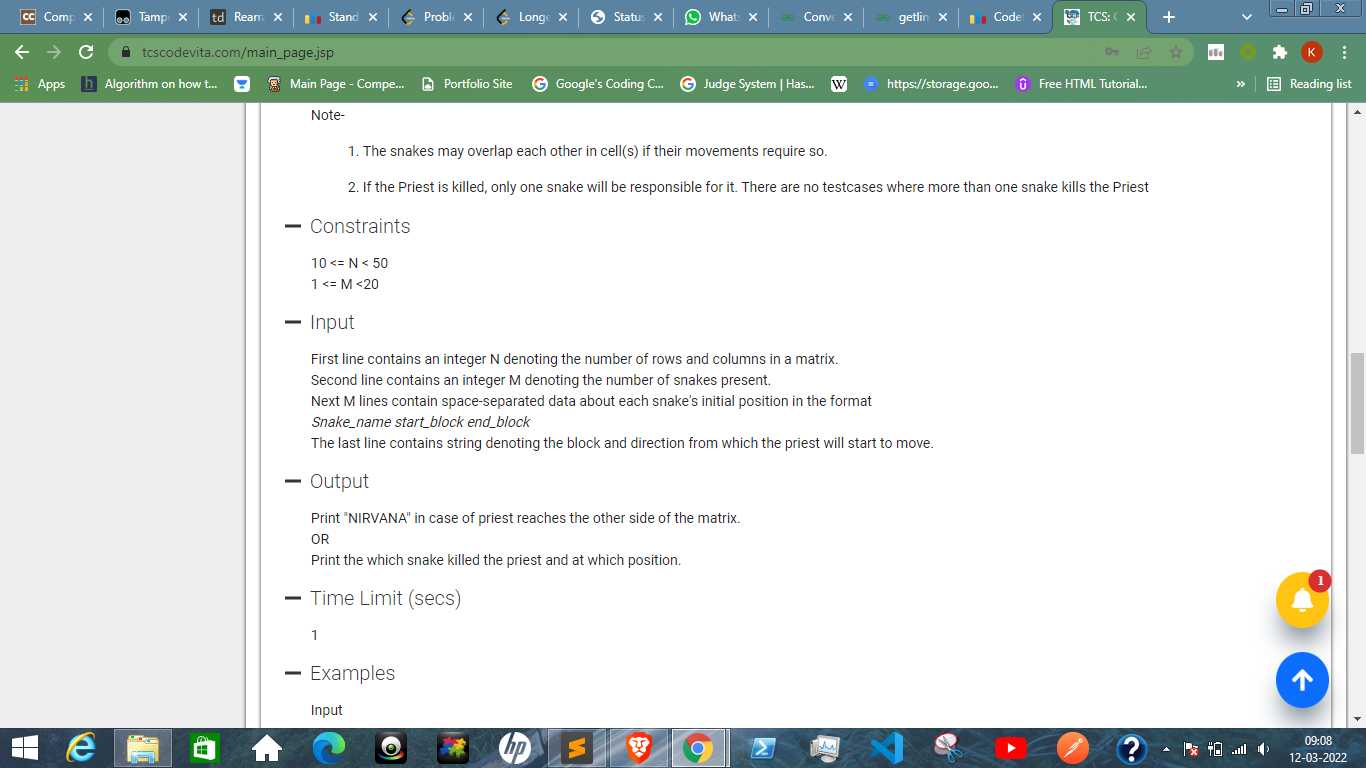 Comp
Tamp
td Rearra
Stand
Proble
Longe
Status
Whats
Conve
getlin
Codef
TCS: C
tcscodevita.com/main_page.jsp
K
Apps
h Algorithm on how t...
Main Page - Compe...
Portfolio Site
Google's Coding C...
Judge System | Has...
W
https://storage.goo...
Free HTML Tutorial...
»
Reading list
Note-
1. The snakes may overlap each other in cell(s) if their movements require so.
2. If the Priest is killed, only one snake will be responsible for it. There are no testcases where more than one snake kills the Priest
Constraints
10 <= N < 50
1 <= M <20
Input
First line contains an integer N denoting the number of rows and columns in a matrix.
Second line contains an integer M denoting the number of snakes present.
Next M lines contain space-separated data about each snake's initial position in the format
Snake_name start_block end_block
The last line contains string denoting the block and direction from which the priest will start to move.
Output
Print "NIRVANA" in case of priest reaches the other side of the matrix.
OR
Print the which snake killed the priest and at which position.
1
Time Limit (secs)
1
Examples
Input
hp
09:08
12-03-2022